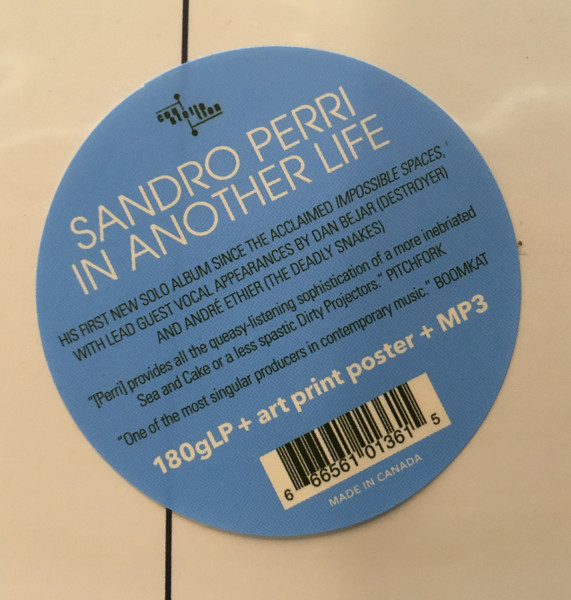 con
stella
tion
SANDRO PERRI
IN ANOTHER LIFE
HIS FIRST NEW SOLO ALBUM SINCE THE ACCLAIMED IMPOSSIBLE SPACES,
WITH LEAD GUEST VOCAL APPEARANCES BY DAN BEJAR (DESTROYER)
AND ANDRÉ ETHIER (THE DEADLY SNAKES)
"[Perri] provides all the queasy-listening sophistication of a more inebriated
Sea and Cake or a less spastic Dirty Projectors." PITCHFORK
"One of the most singular producers in contemporary music." BOOMKAT
180gLP + art print poster + MP3
6 66561 01361 5
MADE IN CANADA